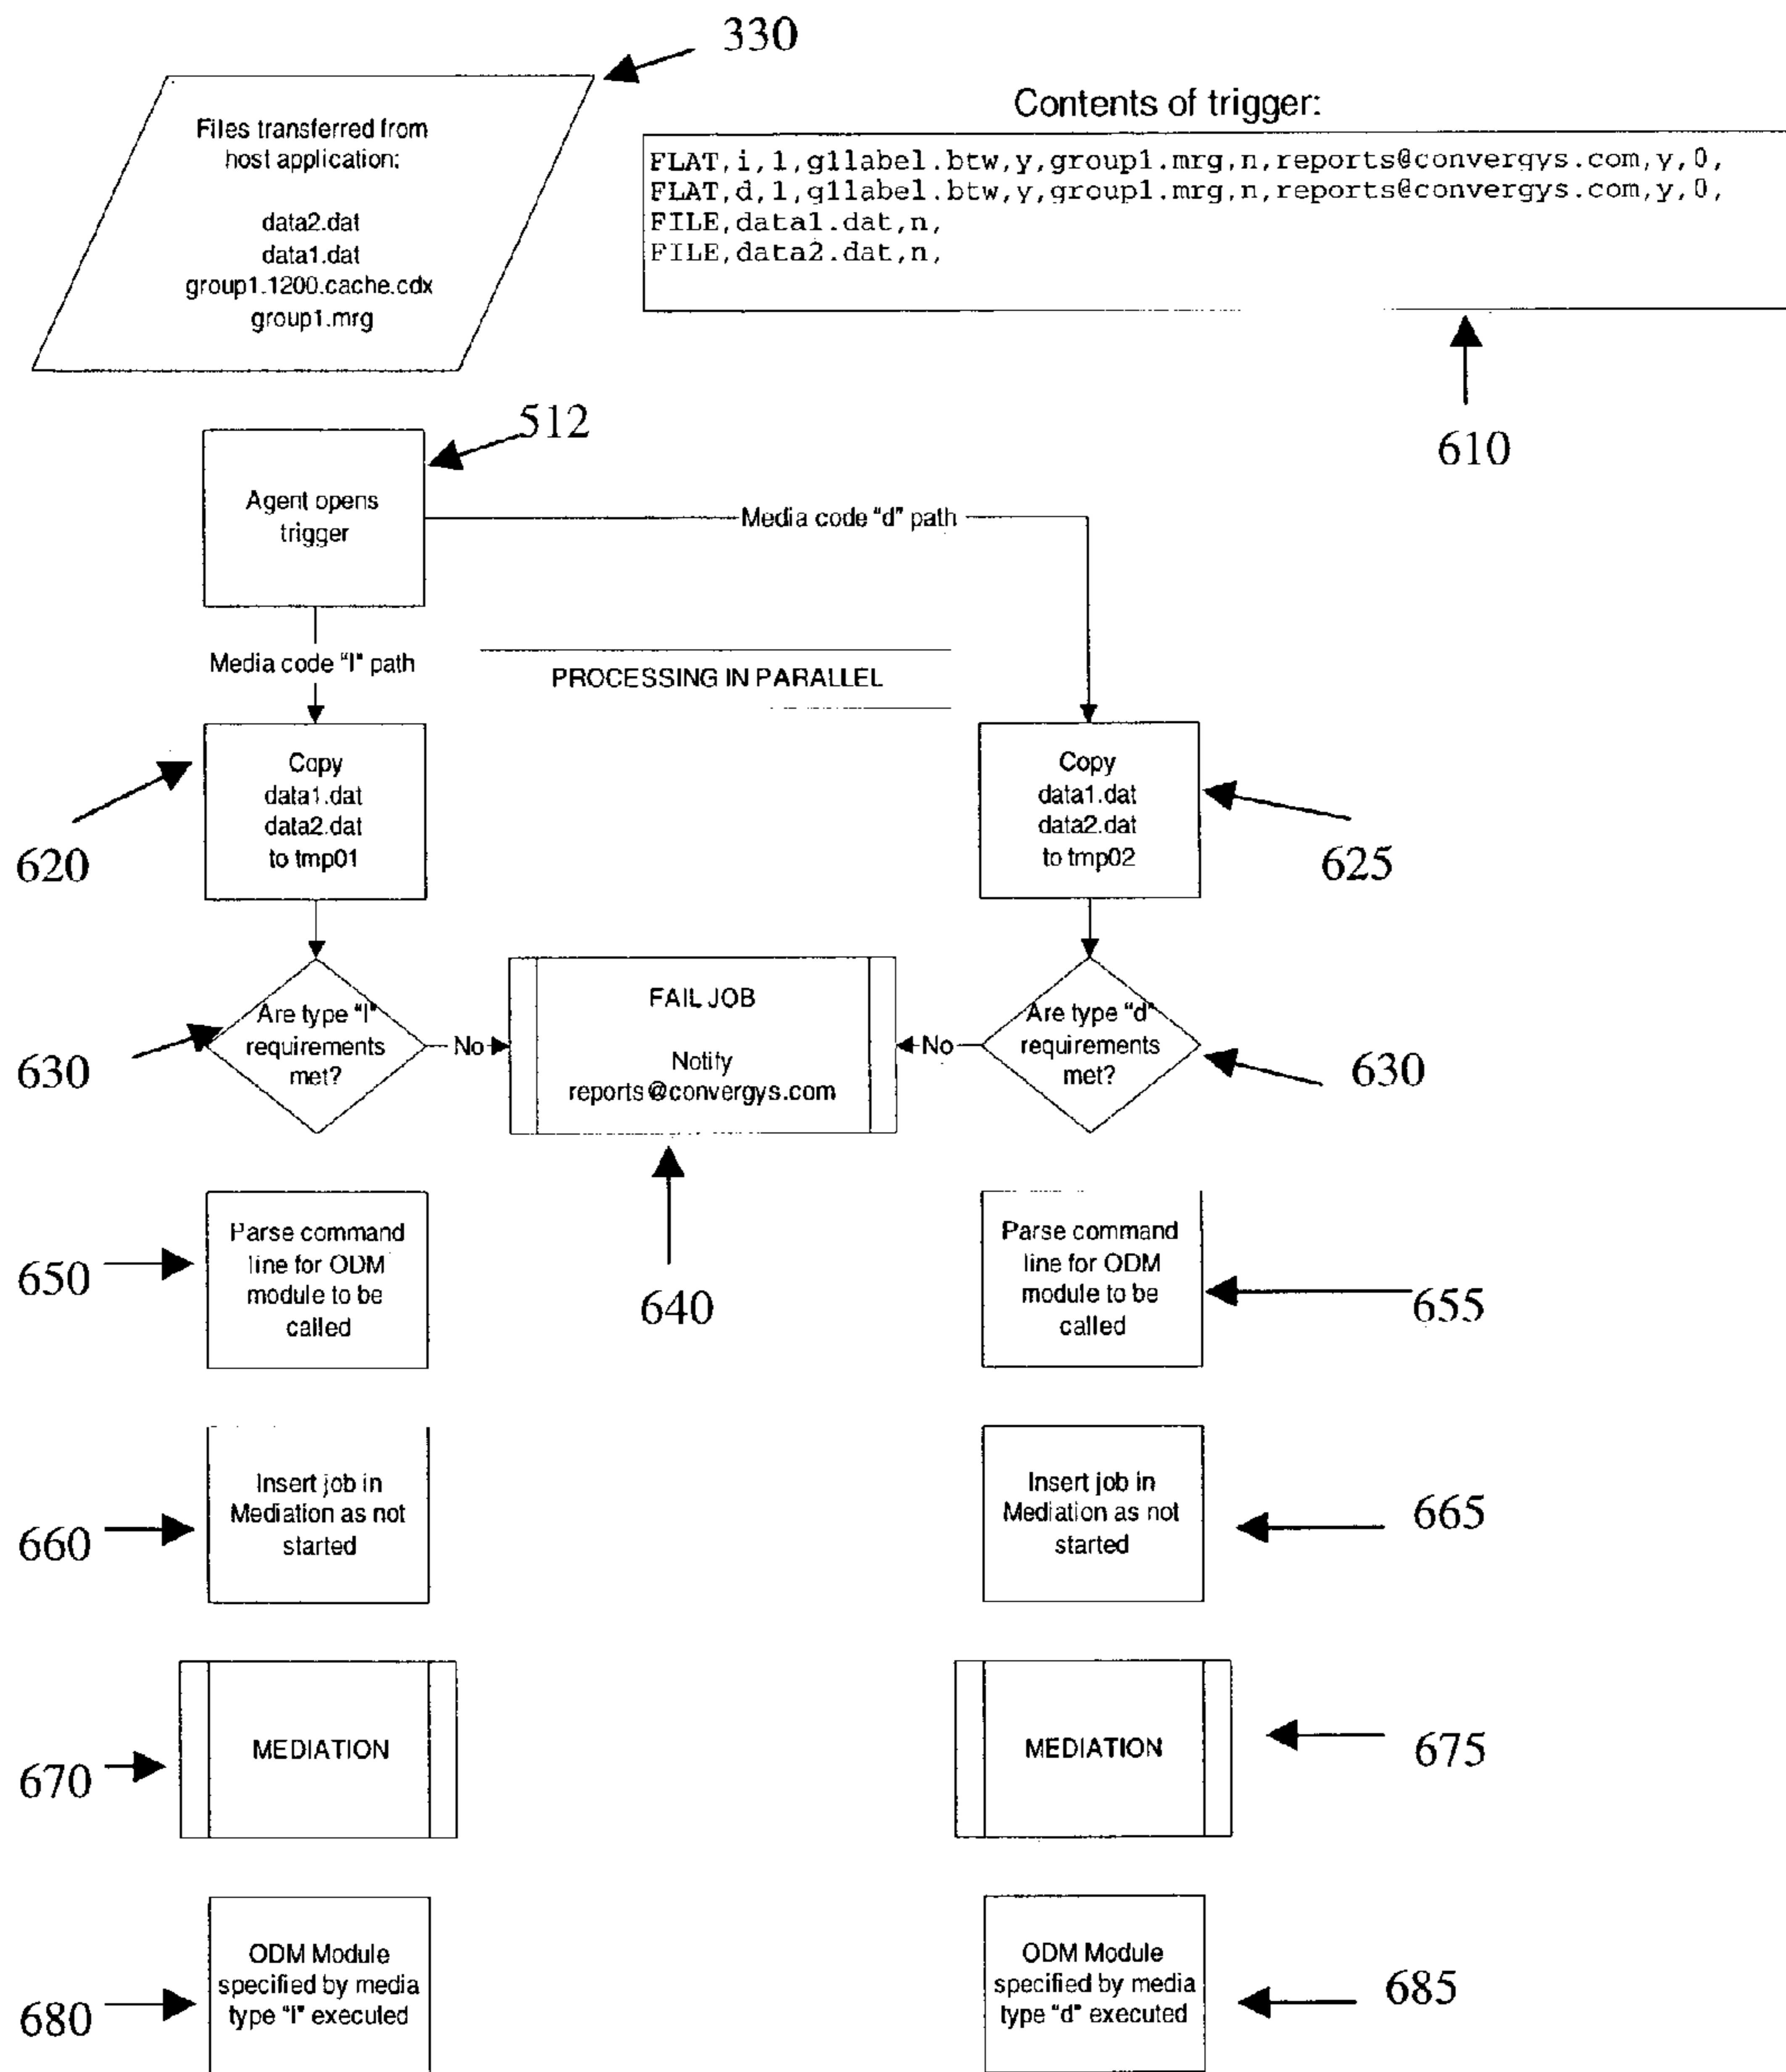 330
Files transferred from
host application:
data2.dat
data1.dat
group1.1200.cache.cdx
group1.mrg
Contents of trigger:
FLAT,i,1,g1label.btw,y,group1.mrg,n,reports@convergys.com,y,0,
FLAT,d,1,g1label.btw,y,group1.mrg,n,reports@convergys.com,y,0,
FILE,data1.dat,n,
FILE,data2.dat,n,
610
512
Agent opens
trigger
Media code "d" path
Media code "I" path
PROCESSING IN PARALLEL
Copy
data1.dat
data2.dat
to tmp01
620
Copy
data1.dat
data2.dat
to tmp02
625
Are type "I"
requirements
met?
630
No
FAIL JOB
Notify
reports@convergys.com
640
No
Are type "d"
requirements
met?
630
Parse command
line for ODM
module to be
called
650
Parse command
line for ODM
module to be
called
655
Insert job in
Mediation as not
started
660
Insert job in
Mediation as not
started
665
MEDIATION
670
MEDIATION
675
ODM Module
specified by media
type "I" executed
680
ODM Module
specified by media
type "d" executed
685